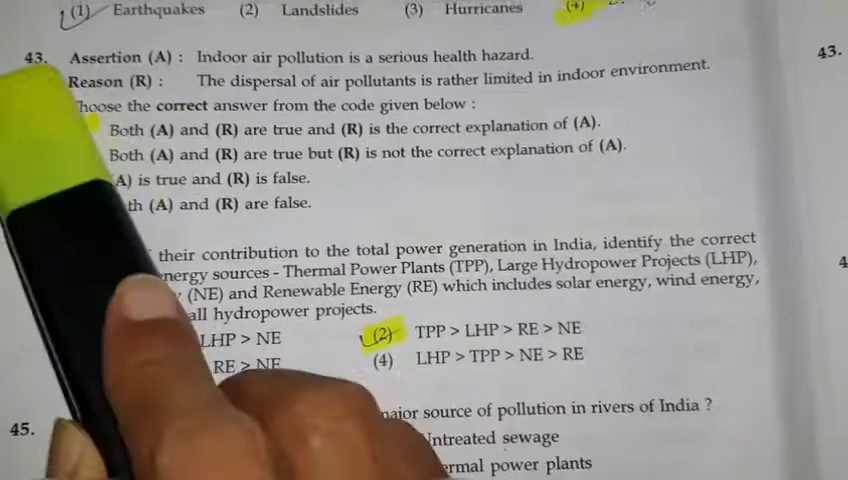 (1) Earthquakes (2) Landslides (3) Hurricanes (4)
43. Assertion (A) : Indoor air pollution is a serious health hazard.
Reason (R) : The dispersal of air pollutants is rather limited in indoor environment.
hoose the correct answer from the code given below :
Both (A) and (R) are true and (R) is the correct explanation of (A).
Both (A) and (R) are true but (R) is not the correct explanation of (A).
A) is true and (R) is false.
th (A) and (R) are false.
their contribution to the total power generation in India, identify the correct
nergy sources - Thermal Power Plants (TPP), Large Hydropower Projects (LHP),
(NE) and Renewable Energy (RE) which includes solar energy, wind energy,
all hydropower projects.
LHP > NE (2) TPP > LHP > RE > NE
RE > NE (4) LHP > TPP > NE > RE
45. major source of pollution in rivers of India ?
Untreated sewage
ermal power plants
43.
4